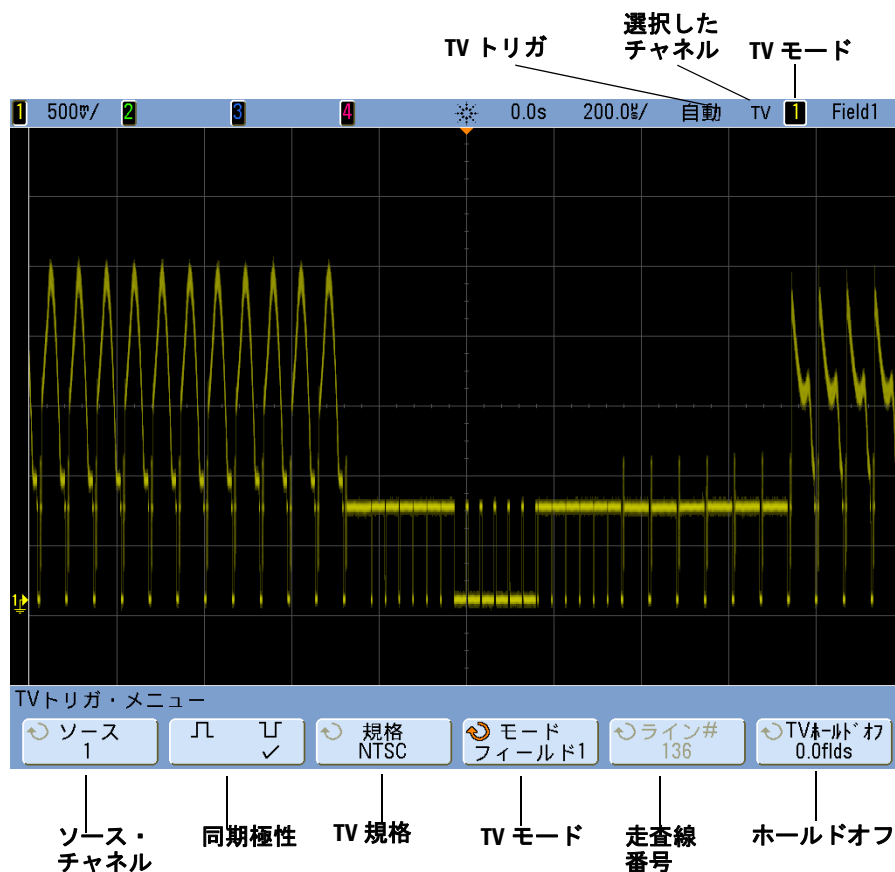 TV トリガ
選択した
チャネル
TV モード
1 500㎷/ 2 3 4 0.0s 200.0㎲/ 自動 TV 1 Field1
1
TVトリガ・メニュー
ソース
1
規格
NTSC
モード
フィールド1
ライン#
136
TVホールドオフ
0.0flds
ソース・
チャネル
同期極性
TV 規格
TV モード
走査線
番号
ホールドオフ